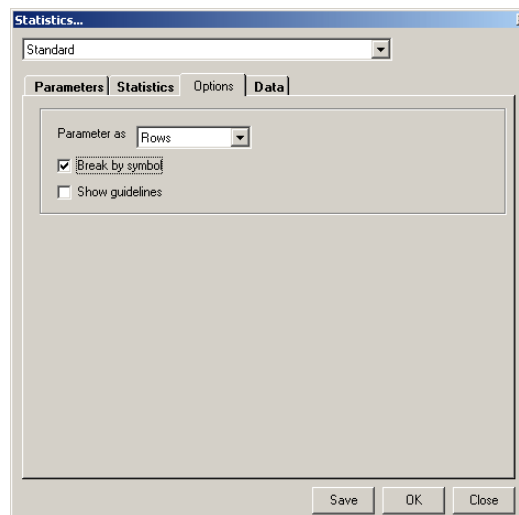 Statistics...
Standard
Parameters Statistics Options Data
Parameter as Rows
Break by symbol
Show guidelines
Save OK Close